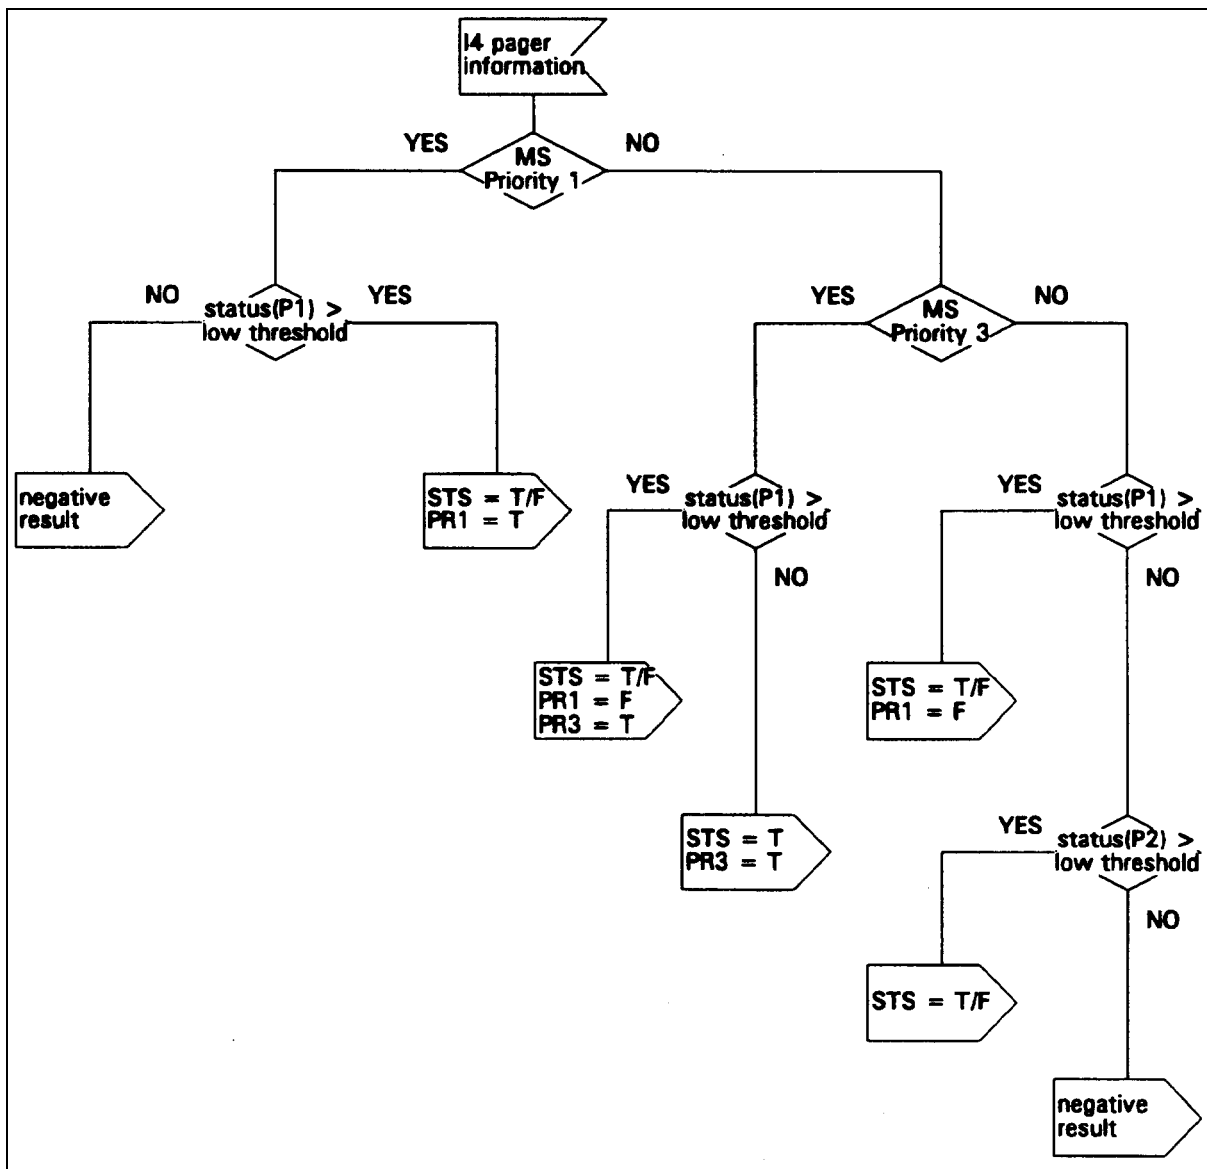 I4 pager
information
YES
NO
MS
Priority 1
NO
status(P1) >
low threshold
YES
YES
MS
Priority 3
NO
negative
result
STS = T/F
PR1 = T
YES
status(P1) >
low threshold
NO
YES
status(P1) >
low threshold
NO
STS = T/F
PR1 = F
PR3 = T
STS = T/F
PR1 = F
STS = T
PR3 = T
YES
status(P2) >
low threshold
NO
STS = T/F
negative
result